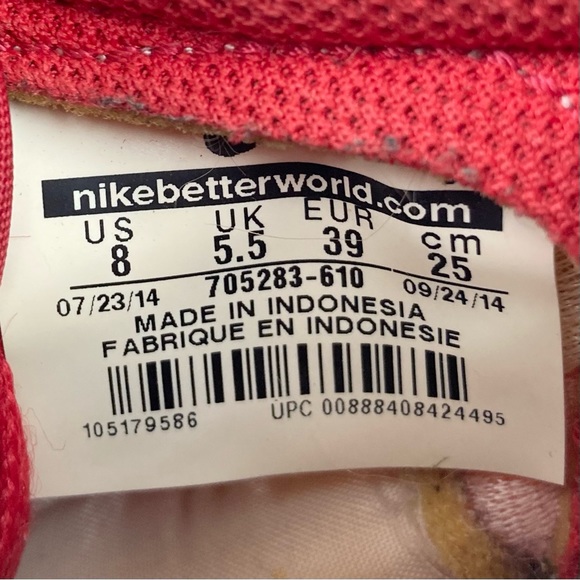 nikebetterworld.com
US UK EUR cm
8 5.5 39 25
07/23/14 705283-610 09/24/14
MADE IN INDONESIA
FABRIQUE EN INDONESIE
105179586 UPC 00888408424495